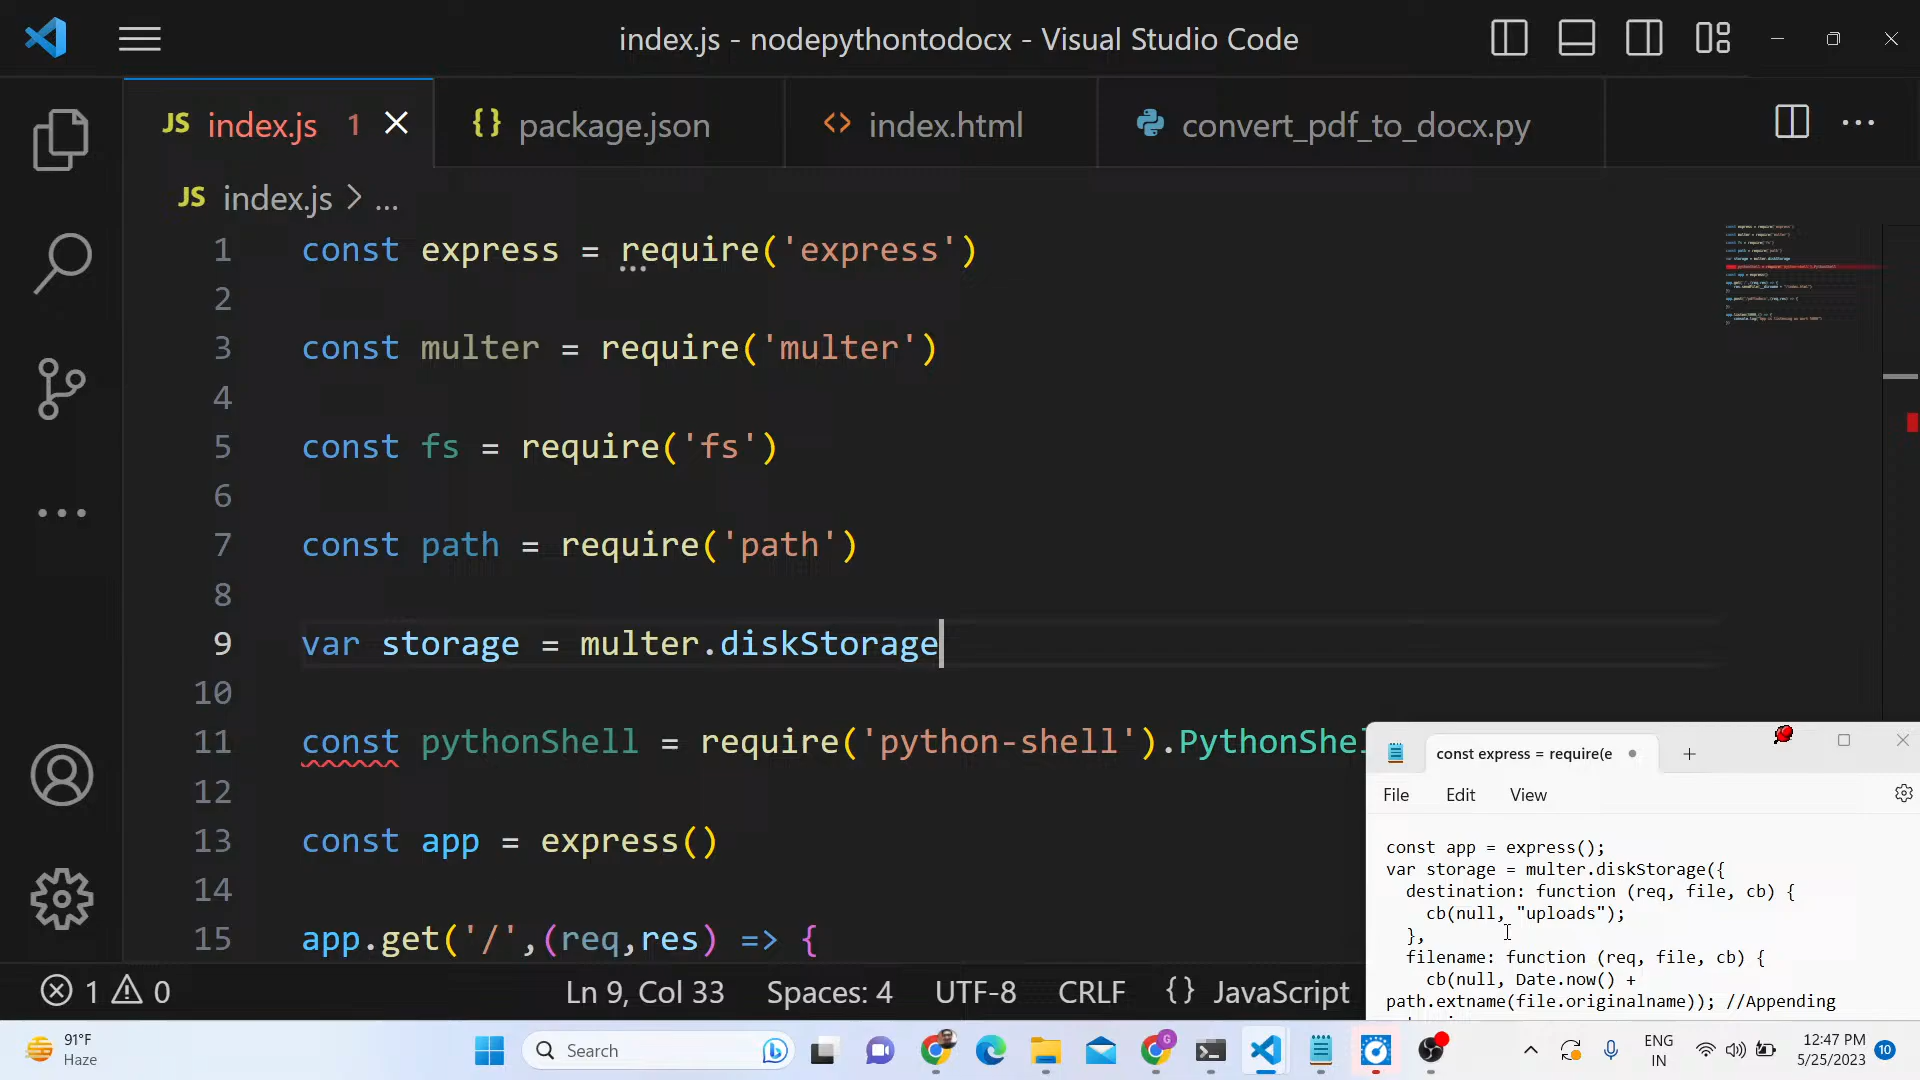 index.js - nodepythontodocx - Visual Studio Code
JS index.js 1
{} package.json
<> index.html
convert_pdf_to_docx.py
JS index.js > ...
1 const express = require('express')
2
3 const multer = require('multer')
4
5 const fs = require('fs')
6
7 const path = require('path')
8
9 var storage = multer.diskStorage
10
11 const pythonShell = require('python-shell').PythonShel
12
13 const app = express()
14
15 app.get('/',(req,res) => {
const express = require(e
File Edit View
const app = express();
var storage = multer.diskStorage({
destination: function (req, file, cb) {
cb(null, "uploads");
},
filename: function (req, file, cb) {
cb(null, Date.now() +
path.extname(file.originalname)); //Appending
1 0
Ln 9, Col 33 Spaces: 4 UTF-8 CRLF {} JavaScript
91°F
Haze
Search
ENG
IN
12:47 PM
5/25/2023
10